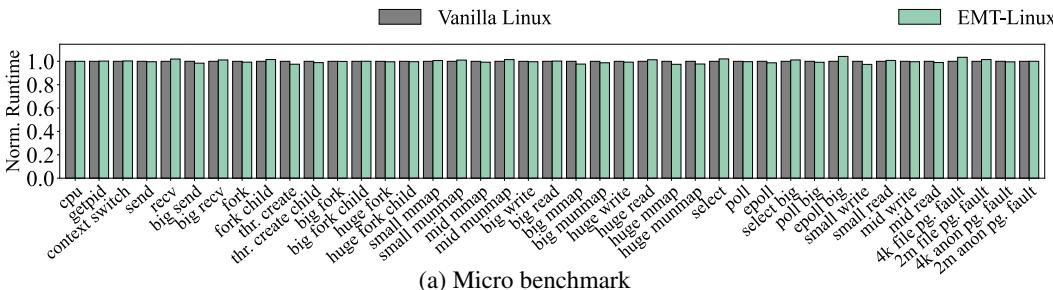 Vanilla Linux
EMT-Linux
Norm. Runtime
1.0
0.8
0.6
0.4
0.2
0.0
cpu
getpid
context switch
send
recv
big send
big recv
fork
fork child
thr. create
thr. create child
big fork
big fork child
huge fork
huge fork child
small mmap
small munmap
mid mmap
mid munmap
big write
big read
big mmap
big munmap
huge write
huge read
huge mmap
huge munmap
select
poll
epoll
select big
poll big
epoll big
small write
small read
mid write
mid read
4k file pg. fault
2m file pg. fault
4k anon pg. fault
2m anon pg. fault
(a) Micro benchmark